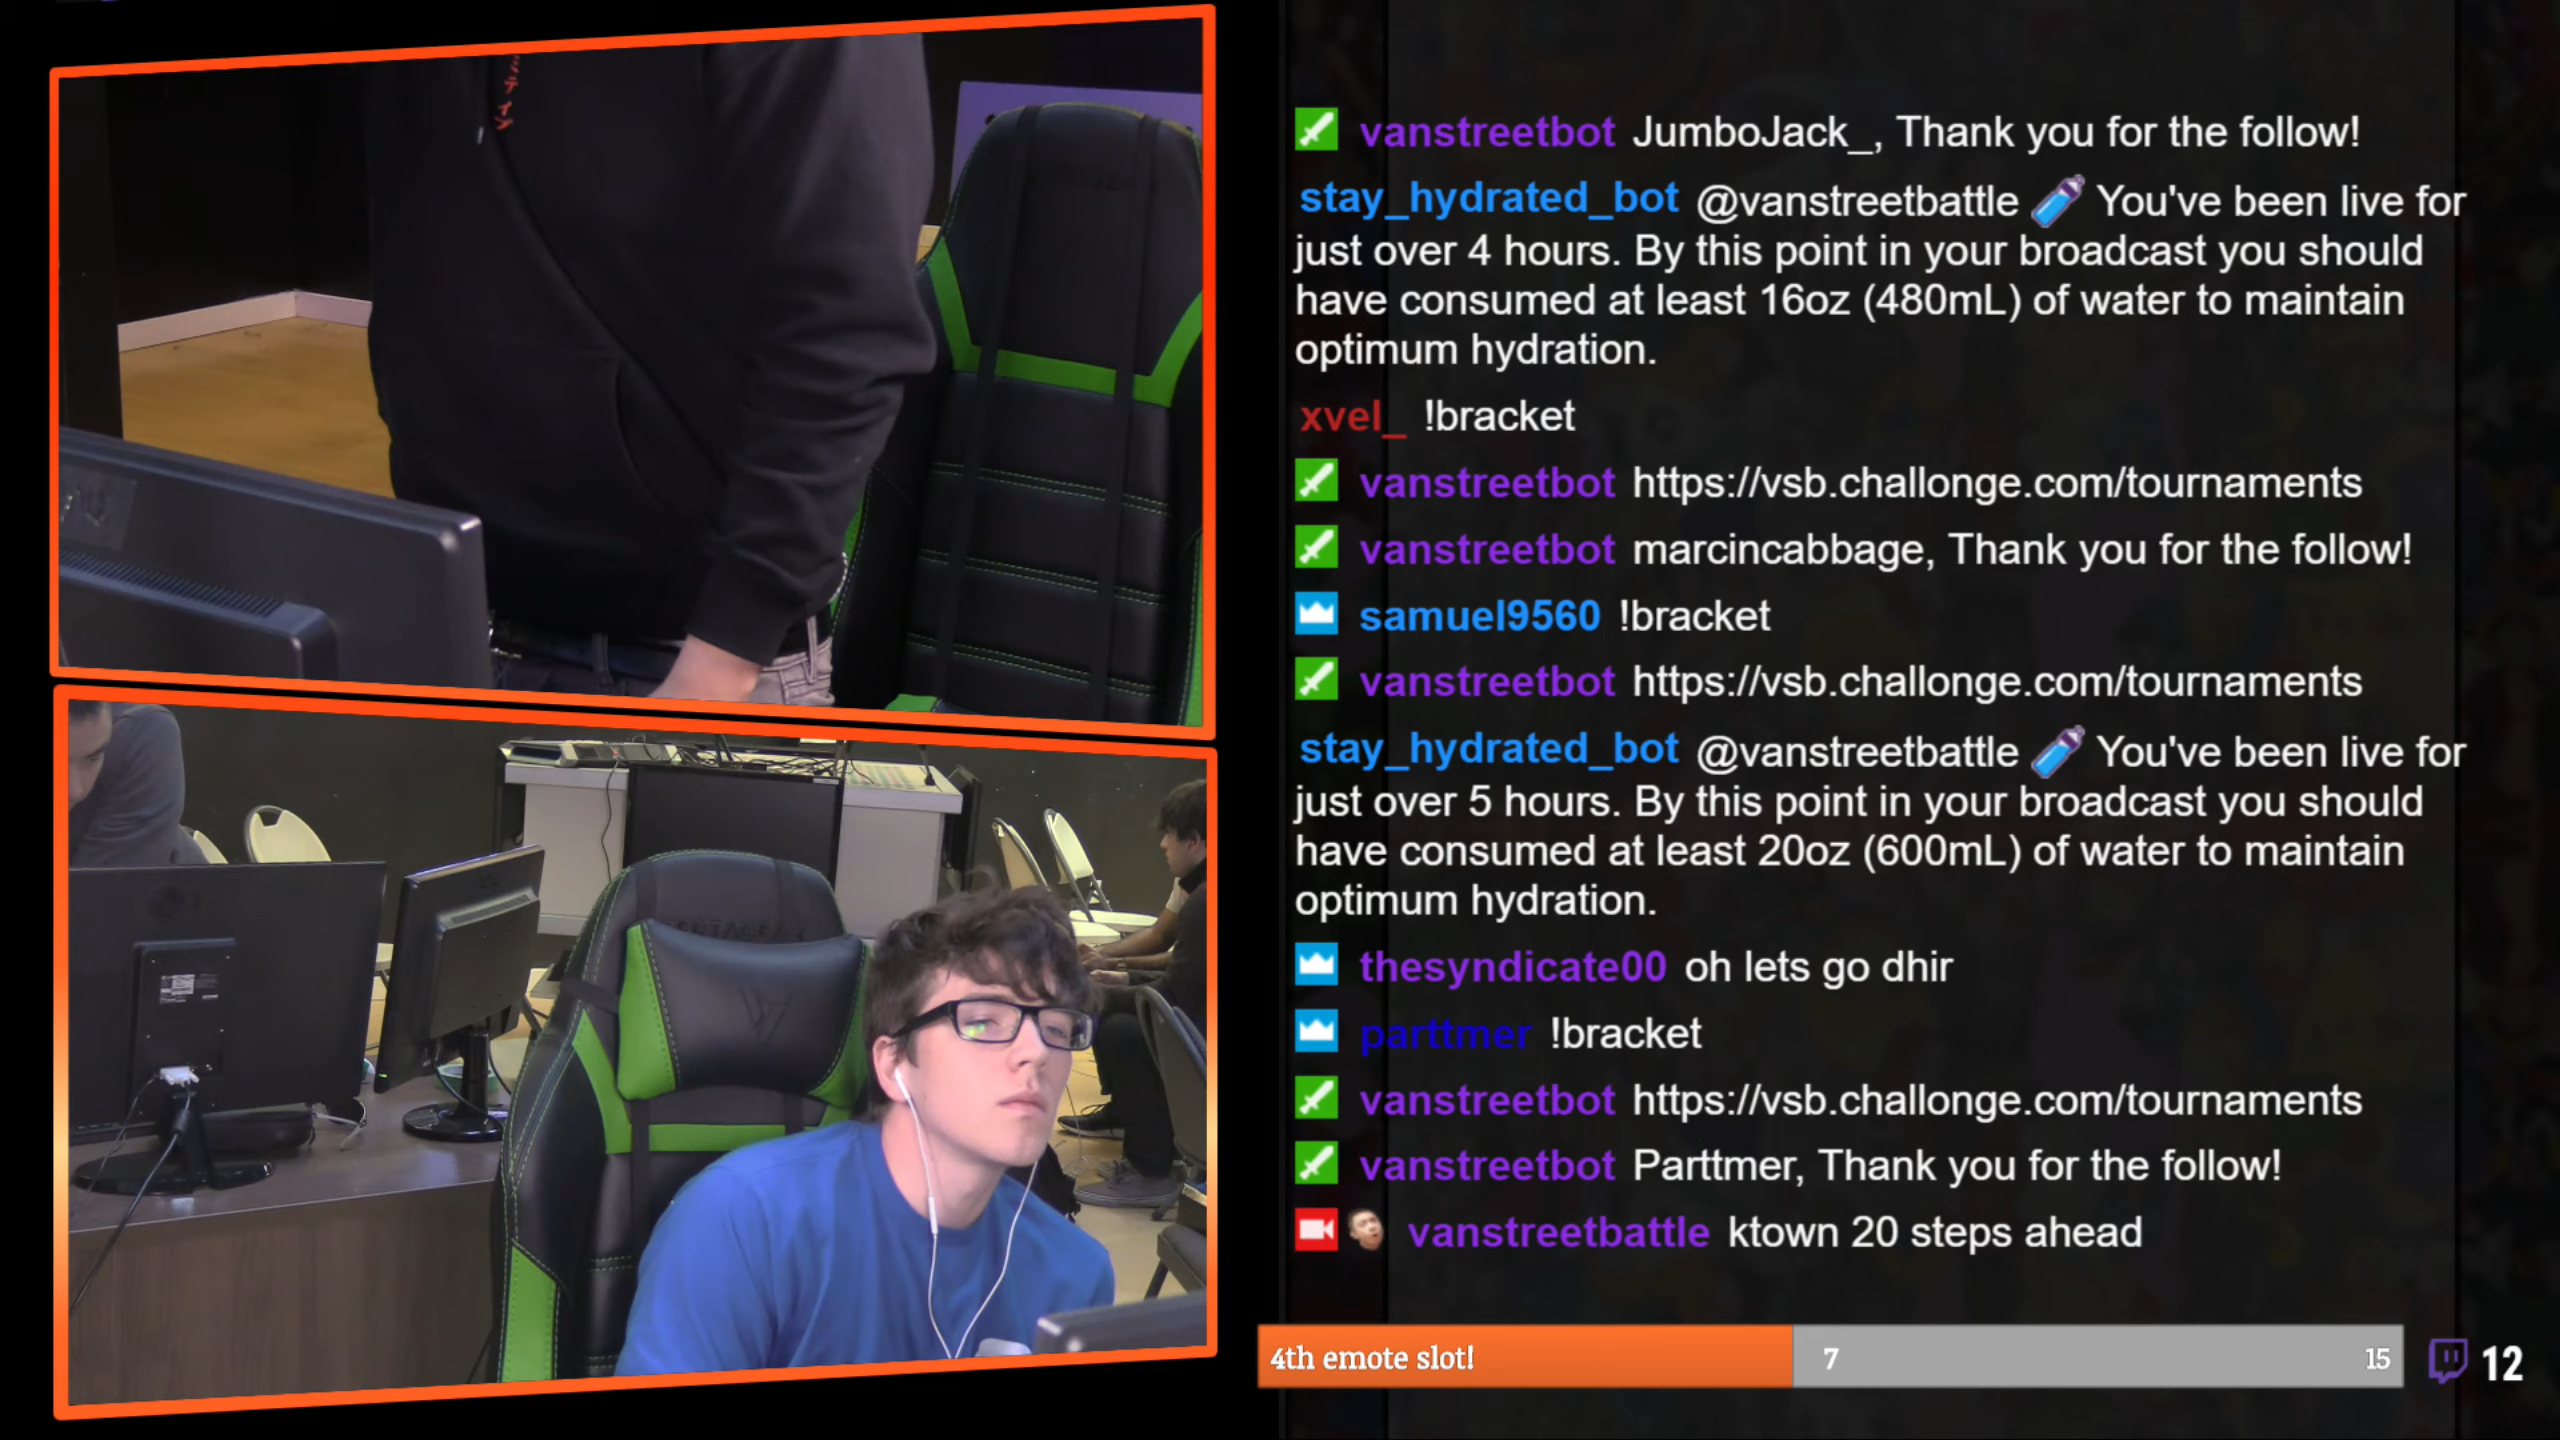 ミテイメ
vanstreetbot JumboJack_, Thank you for the follow!
stay_hydrated_bot @vanstreetbattle You've been live for
just over 4 hours. By this point in your broadcast you should
have consumed at least 16oz (480mL) of water to maintain
optimum hydration.
xvel_ !bracket
vanstreetbot https://vsb.challonge.com/tournaments
vanstreetbot marcincabbage, Thank you for the follow!
samuel9560 !bracket
vanstreetbot https://vsb.challonge.com/tournaments
stay_hydrated_bot @vanstreetbattle You've been live for
just over 5 hours. By this point in your broadcast you should
have consumed at least 20oz (600mL) of water to maintain
optimum hydration.
thesyndicate00 oh lets go dhir
parttmer !bracket
vanstreetbot https://vsb.challonge.com/tournaments
vanstreetbot Parttmer, Thank you for the follow!
vanstreetbattle ktown 20 steps ahead
4th emote slot! 7 15 12